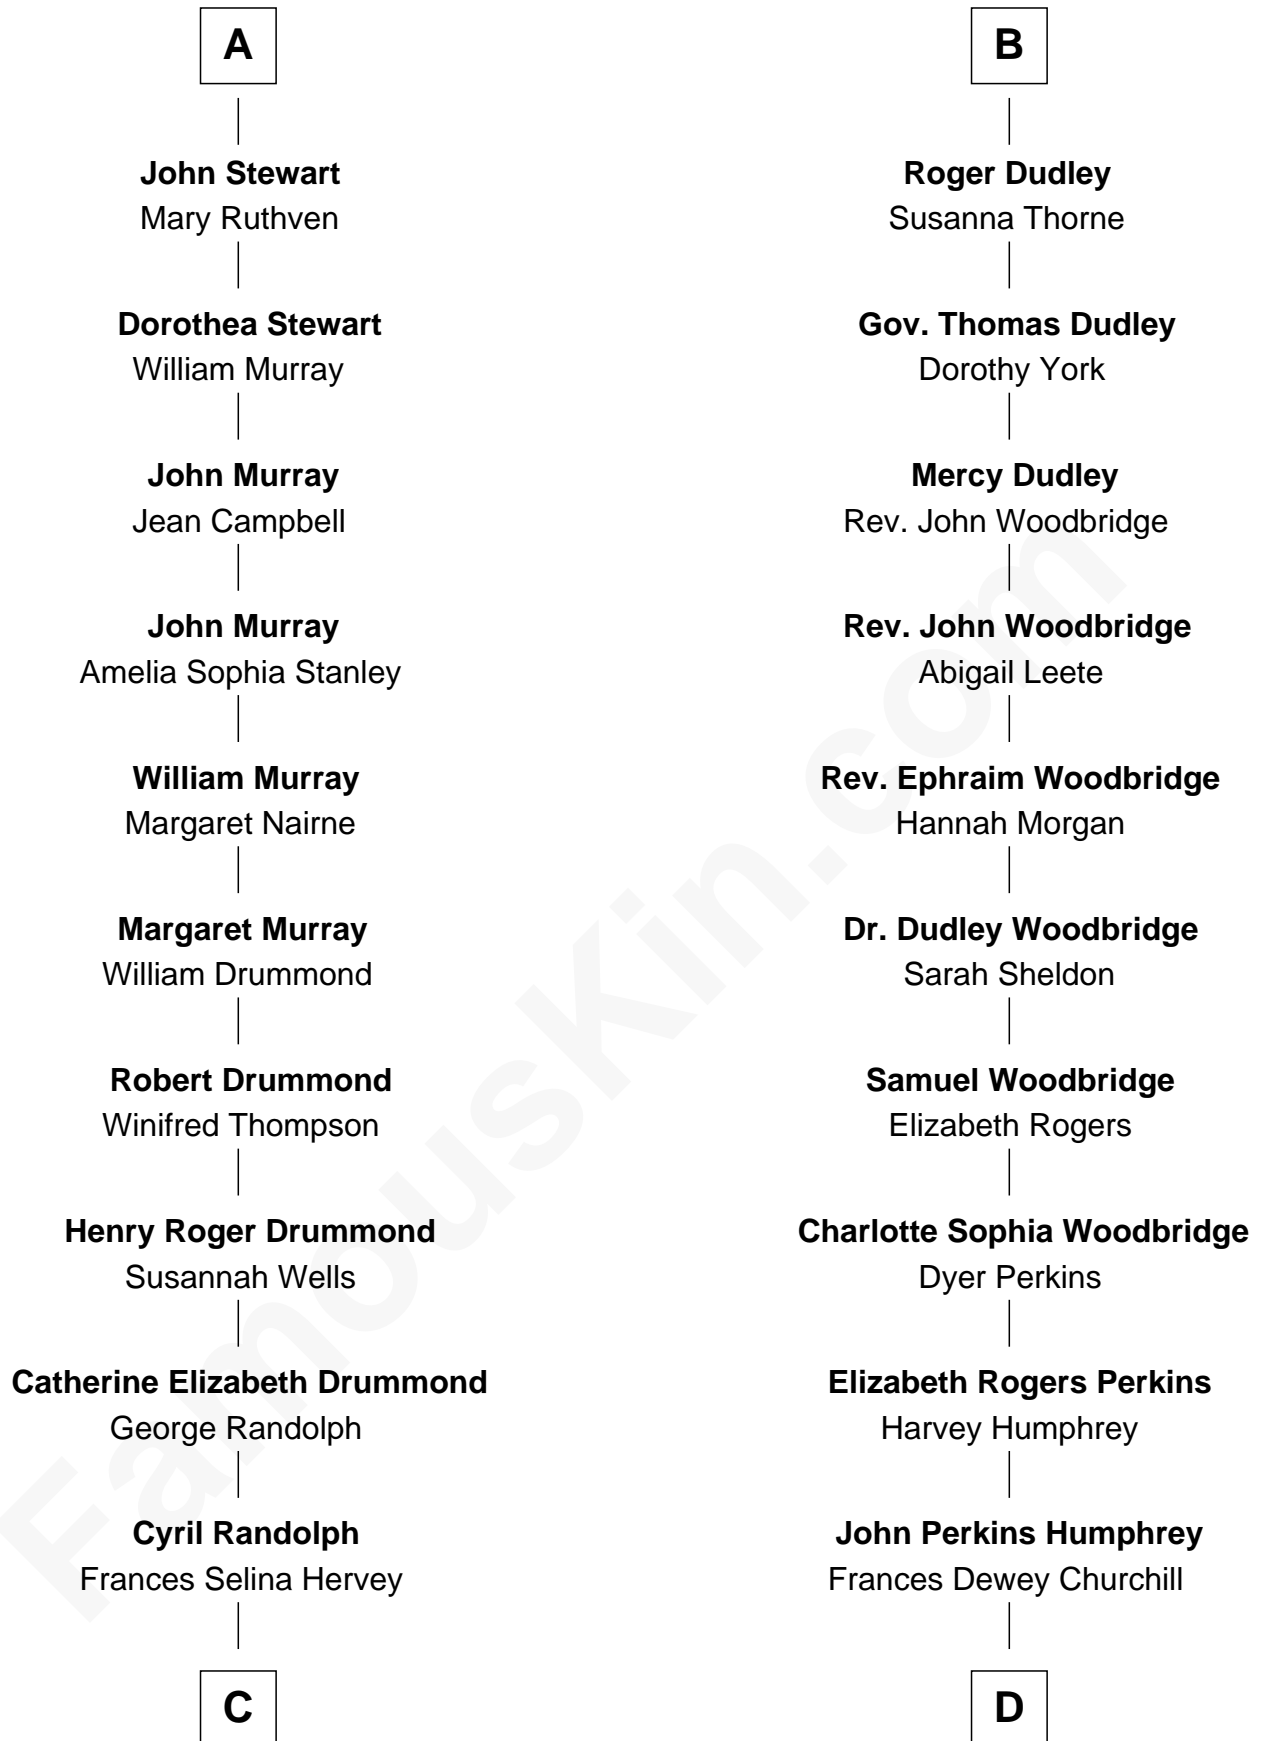 A
John Stewart
Mary Ruthven
Dorothea Stewart
William Murray
John Murray
Jean Campbell
John Murray
Amelia Sophia Stanley
William Murray
Margaret Nairne
Margaret Murray
William Drummond
Robert Drummond
Winifred Thompson
Henry Roger Drummond
Susannah Wells
Catherine Elizabeth Drummond
George Randolph
Cyril Randolph
Frances Selina Hervey
C
B
Roger Dudley
Susanna Thorne
Gov. Thomas Dudley
Dorothy York
Mercy Dudley
Rev. John Woodbridge
Rev. John Woodbridge
Abigail Leete
Rev. Ephraim Woodbridge
Hannah Morgan
Dr. Dudley Woodbridge
Sarah Sheldon
Samuel Woodbridge
Elizabeth Rogers
Charlotte Sophia Woodbridge
Dyer Perkins
Elizabeth Rogers Perkins
Harvey Humphrey
John Perkins Humphrey
Frances Dewey Churchill
D
FamousKin.com